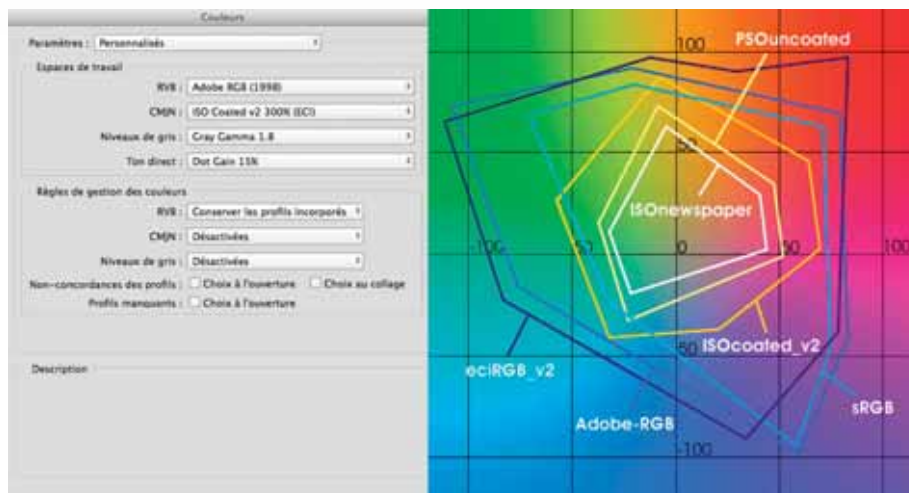 Couleurs
Paramètres : Personnalisés
Espaces de travail
RVB : Adobe RGB (1998)
CMJN : ISO Coated v2 300% (ECI)
Niveaux de gris : Gray Gamma 1.8
Ton direct : Dot Gain 15%
Règles de gestion des couleurs
RVB : Conserver les profils incorporés
CMJN : Désactivées
Niveaux de gris : Désactivées
Non-concordances des profils : Choix à l'ouverture Choix au collage
Profils manquants : Choix à l'ouverture
Description
100
PSOuncoated
50
ISOnewspaper
-100
0
50
100
ISOcoated_v2
50
eciRGB_v2
sRGB
Adobe-RGB
-100